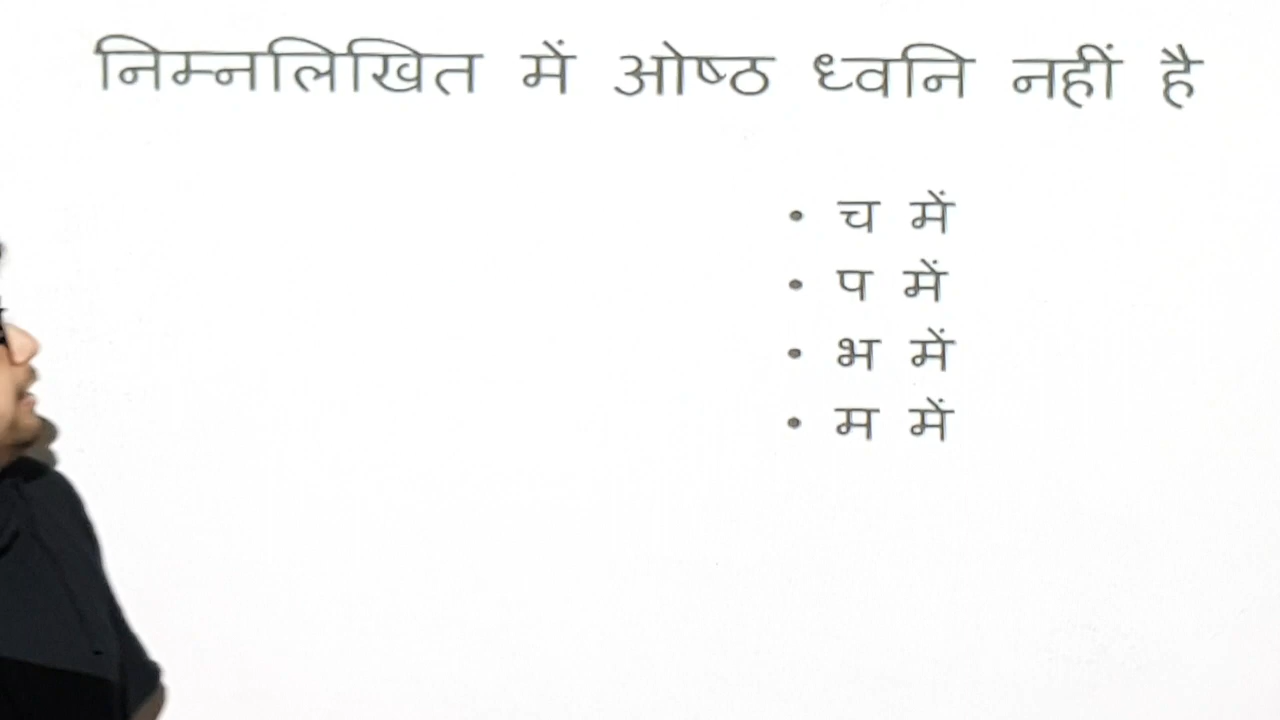 निम्नलिखित में ओष्ठ ध्वनि नहीं है
• च में
• प में
• भ में
• म में